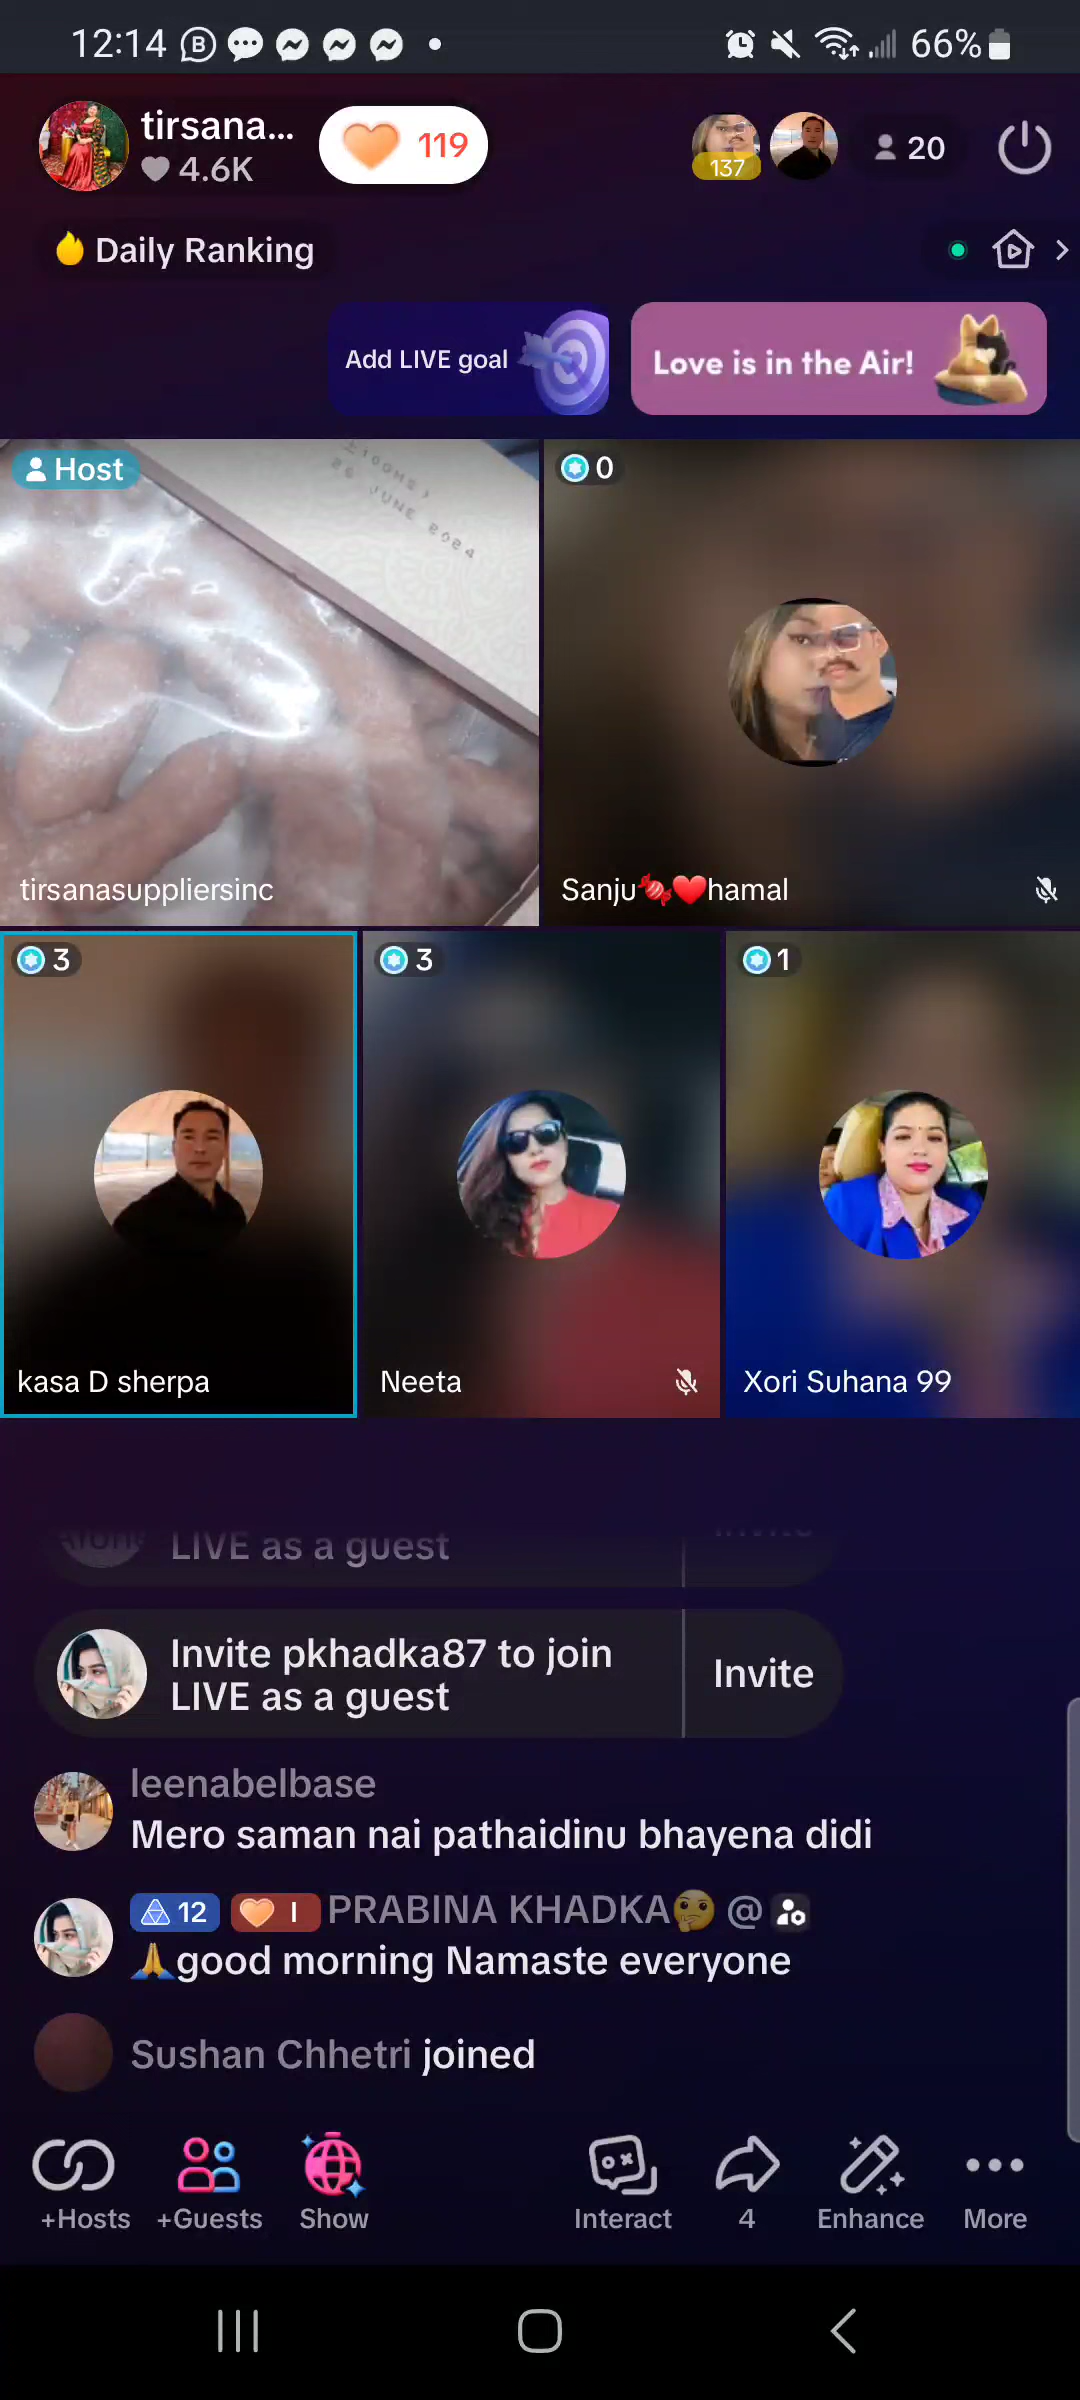 12:14
66%
tirsana...
4.6K
119
137
20
Daily Ranking
Add LIVE goal
Love is in the Air!
Host
0
tirsanasuppliersinc
Sanju🍬❤️hamal
3
3
1
kasa D sherpa
Neeta
Xori Suhana 99
LIVE as a guest
Invite pkhadka87 to join
LIVE as a guest
Invite
leenabelbase
Mero saman nai pathaidinu bhayena didi
12 I PRABINA KHADKA🤔 @
🙏good morning Namaste everyone
Sushan Chhetri joined
+Hosts
+Guests
Show
Interact
4
Enhance
More